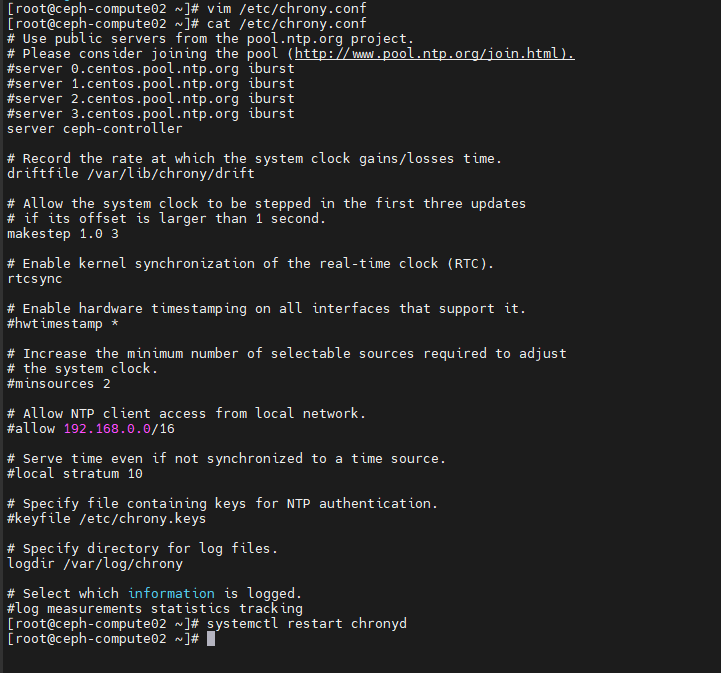 [root@ceph-compute02 ~]# vim /etc/chrony.conf
[root@ceph-compute02 ~]# cat /etc/chrony.conf
# Use public servers from the pool.ntp.org project.
# Please consider joining the pool (http://www.pool.ntp.org/join.html).
#server 0.centos.pool.ntp.org iburst
#server 1.centos.pool.ntp.org iburst
#server 2.centos.pool.ntp.org iburst
#server 3.centos.pool.ntp.org iburst
server ceph-controller

# Record the rate at which the system clock gains/losses time.
driftfile /var/lib/chrony/drift

# Allow the system clock to be stepped in the first three updates
# if its offset is larger than 1 second.
makestep 1.0 3

# Enable kernel synchronization of the real-time clock (RTC).
rtcsync

# Enable hardware timestamping on all interfaces that support it.
#hwtimestamp *

# Increase the minimum number of selectable sources required to adjust
# the system clock.
#minsources 2

# Allow NTP client access from local network.
#allow 192.168.0.0/16

# Serve time even if not synchronized to a time source.
#local stratum 10

# Specify file containing keys for NTP authentication.
#keyfile /etc/chrony.keys

# Specify directory for log files.
logdir /var/log/chrony

# Select which information is logged.
#log measurements statistics tracking
[root@ceph-compute02 ~]# systemctl restart chronyd
[root@ceph-compute02 ~]#